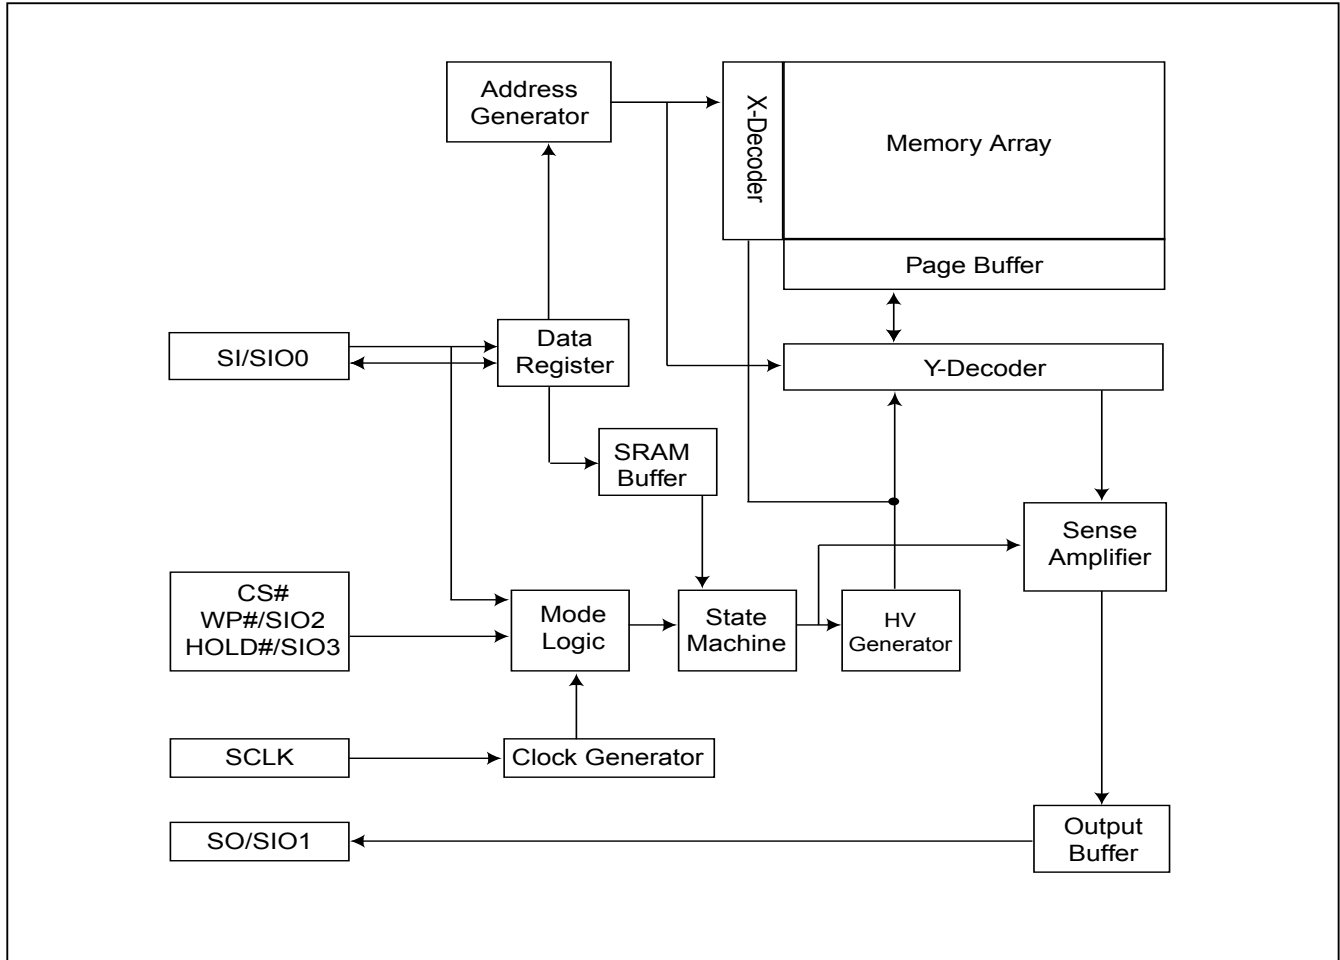 Address
Generator
X-Decoder
Memory Array
Page Buffer
SI/SIO0
Data
Register
Y-Decoder
SRAM
Buffer
Sense
Amplifier
CS#
WP#/SIO2
HOLD#/SIO3
Mode
Logic
State
Machine
HV
Generator
SCLK
Clock Generator
SO/SIO1
Output
Buffer